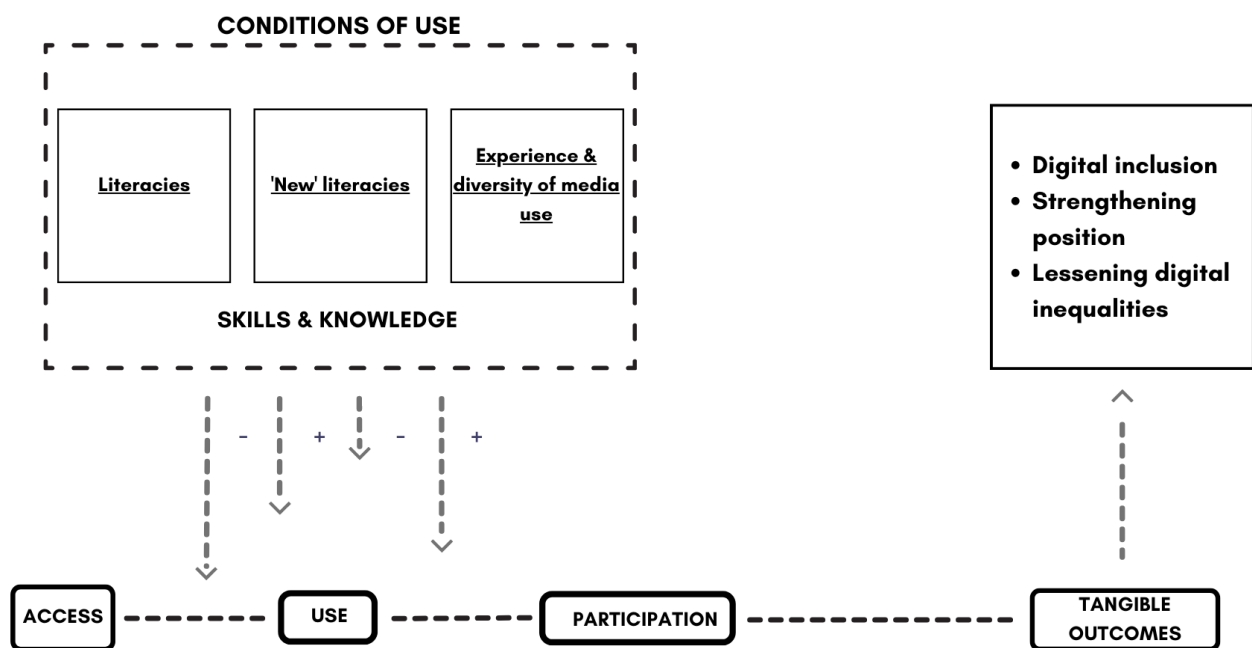 CONDITIONS OF USE
Literacies
'New' literacies
Experience &
diversity of media
use
SKILLS & KNOWLEDGE
- + - +
• Digital inclusion
• Strengthening
position
• Lessening digital
inequalities
ACCESS
USE
PARTICIPATION
TANGIBLE
OUTCOMES